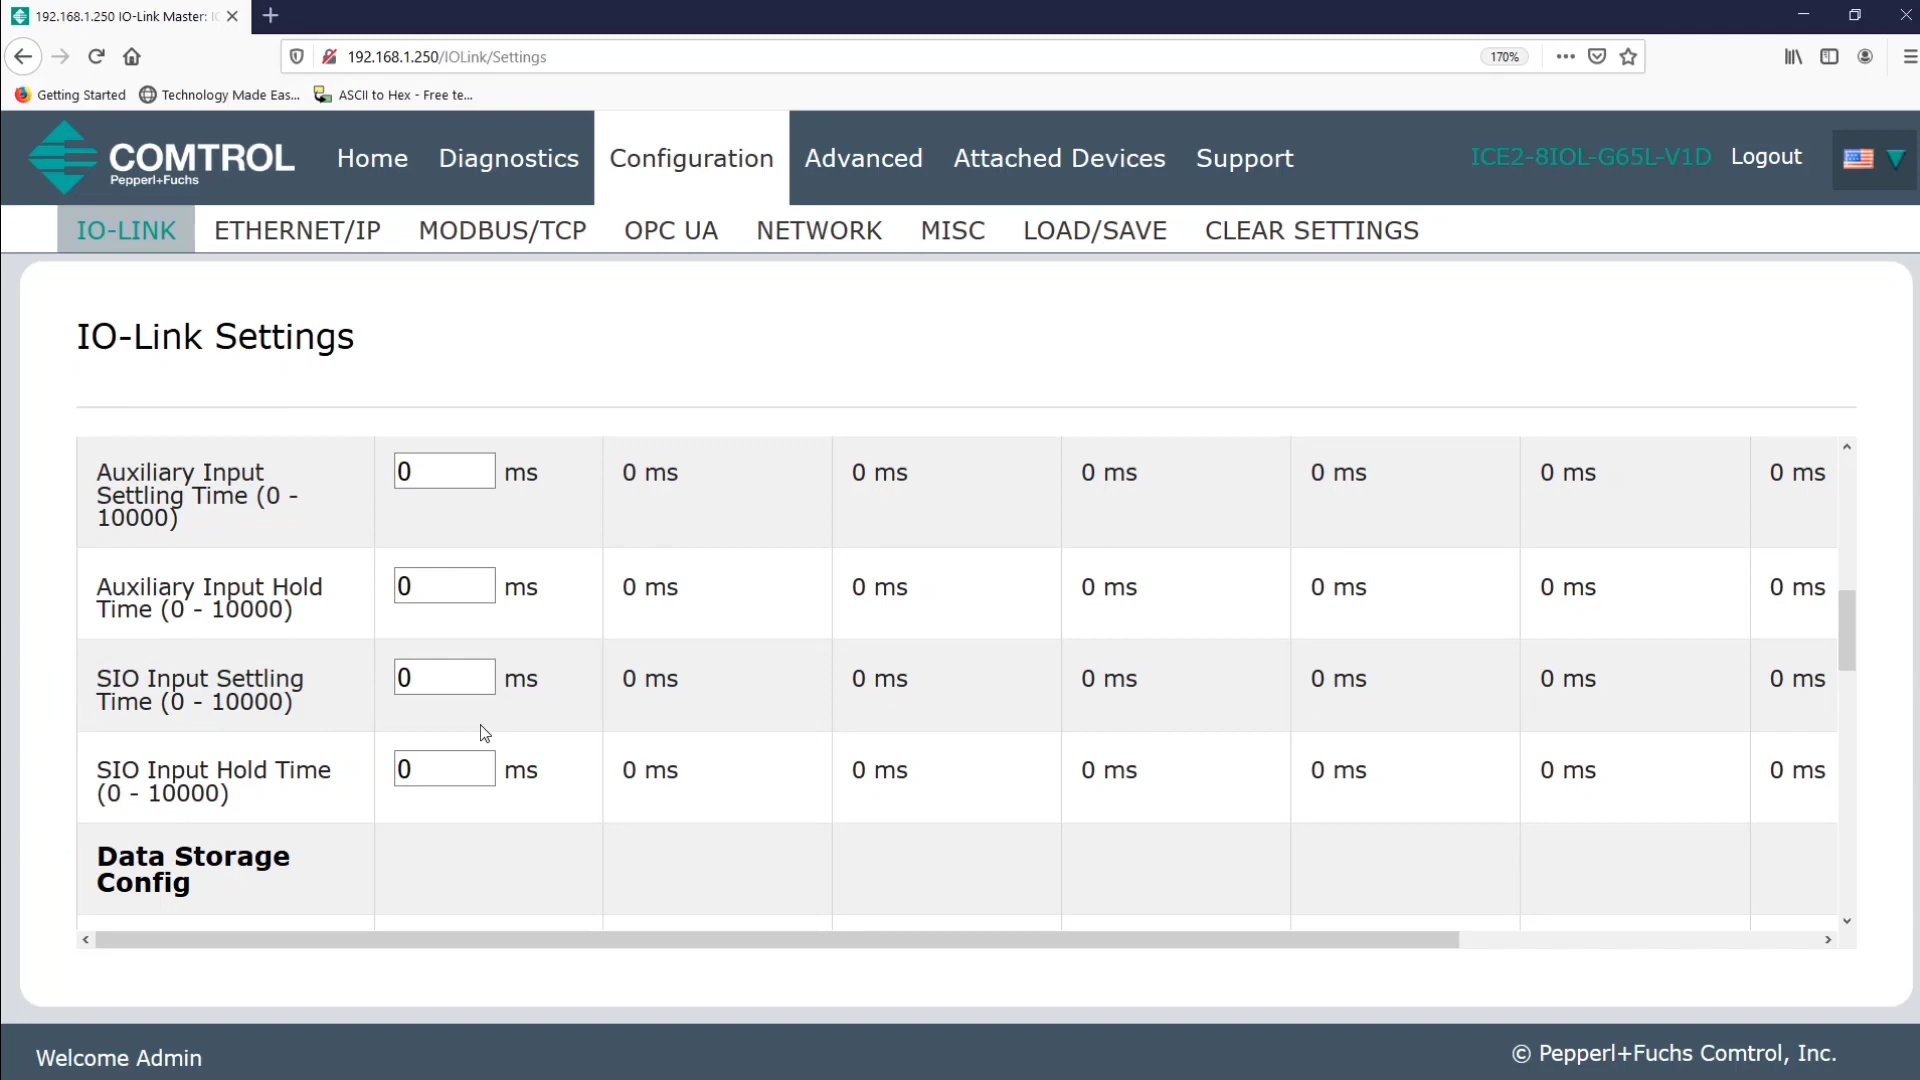 192.168.1.250 IO-Link Master:
192.168.1.250/IOLink/Settings
170%
Getting Started
Technology Made Eas...
ASCII to Hex - Free te...
COMTROL
Pepperl+Fuchs
Home
Diagnostics
Configuration
Advanced
Attached Devices
Support
ICE2-8IOL-G65L-V1D
Logout
IO-LINK
ETHERNET/IP
MODBUS/TCP
OPC UA
NETWORK
MISC
LOAD/SAVE
CLEAR SETTINGS
IO-Link Settings
Auxiliary Input
Settling Time (0 -
10000)
0 ms 0 ms 0 ms 0 ms 0 ms 0 ms 0 ms
Auxiliary Input Hold
Time (0 - 10000)
0 ms 0 ms 0 ms 0 ms 0 ms 0 ms 0 ms
SIO Input Settling
Time (0 - 10000)
0 ms 0 ms 0 ms 0 ms 0 ms 0 ms 0 ms
SIO Input Hold Time
(0 - 10000)
0 ms 0 ms 0 ms 0 ms 0 ms 0 ms 0 ms
Data Storage
Config
Welcome Admin
© Pepperl+Fuchs Comtrol, Inc.